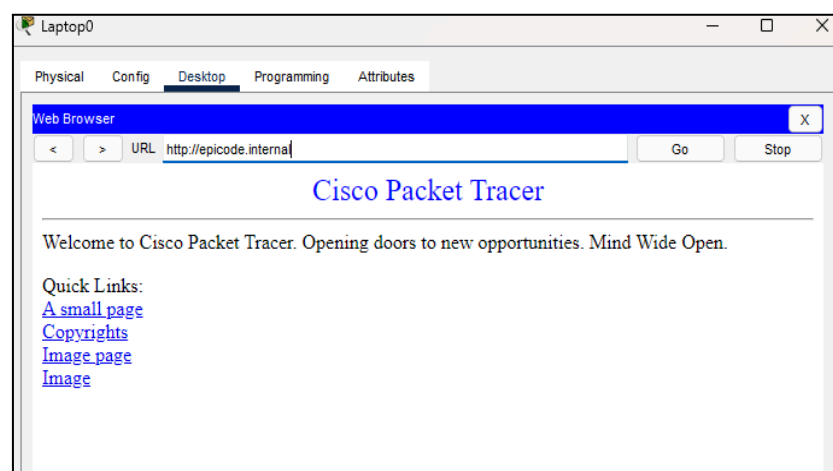 Laptop0
Physical Config Desktop Programming Attributes
Web Browser X
< > URL http://epicode.internal Go Stop
Cisco Packet Tracer
Welcome to Cisco Packet Tracer. Opening doors to new opportunities. Mind Wide Open.
Quick Links:
A small page
Copyrights
Image page
Image